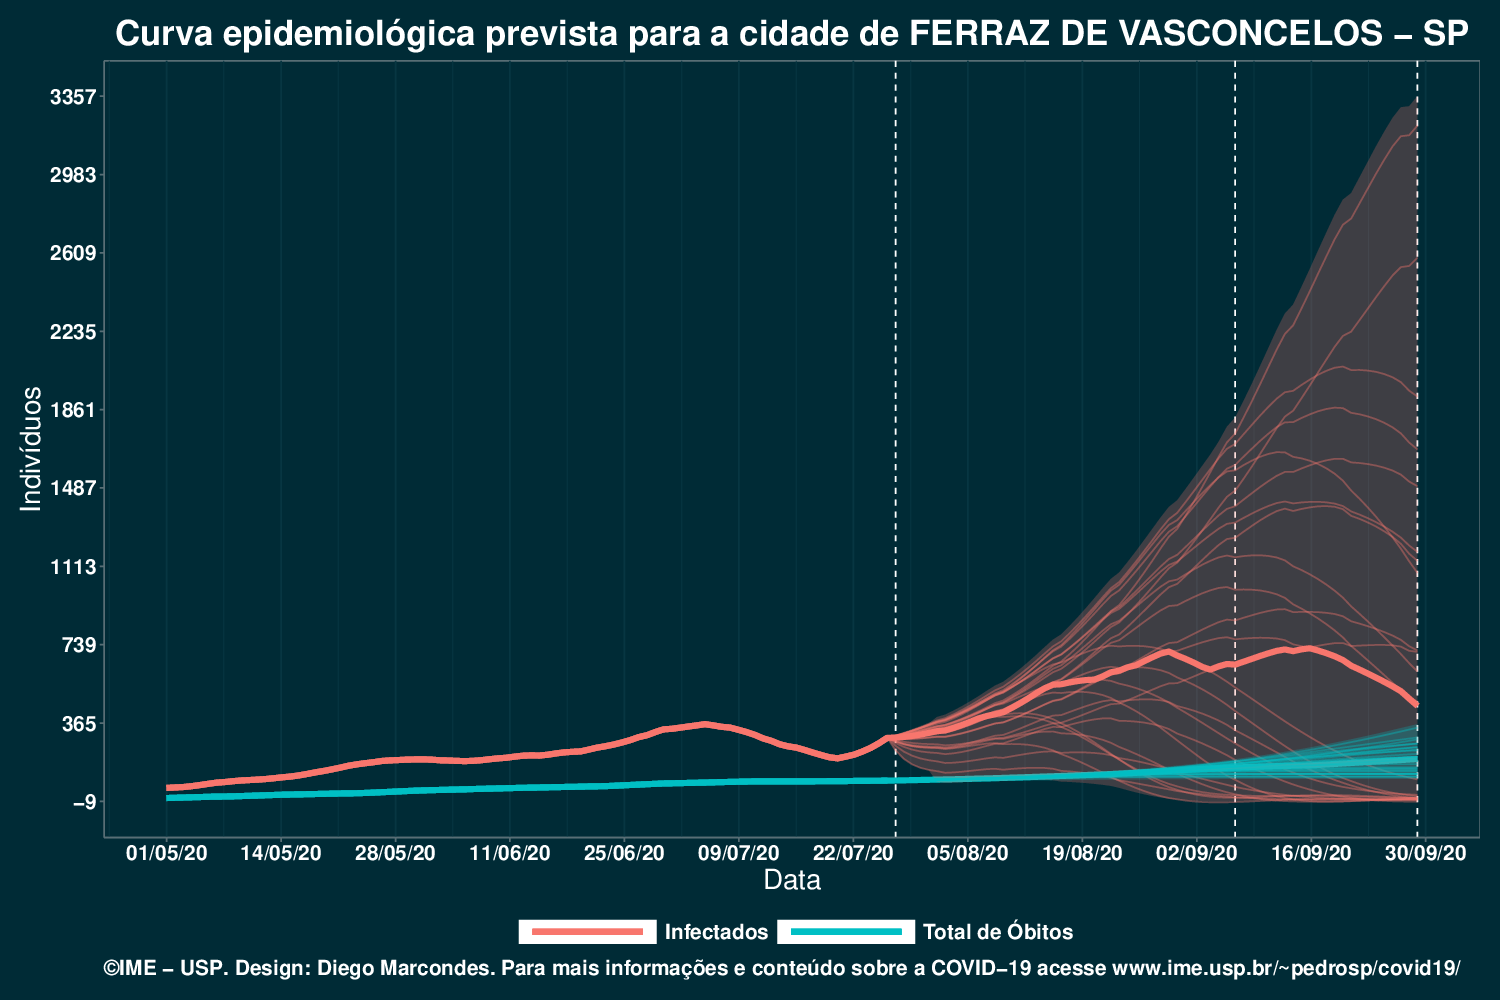 Curva epidemiológica prevista para a cidade de FERRAZ DE VASCONCELOS – SP
3357
2983
2609
2235
1861
1487
1113
739
365
−9
Indivíduos
01/05/20 14/05/20 28/05/20 11/06/20 25/06/20 09/07/20 22/07/20 05/08/20 19/08/20 02/09/20 16/09/20 30/09/20
Data
Infectados Total de Óbitos
©IME – USP. Design: Diego Marcondes. Para mais informações e conteúdo sobre a COVID−19 acesse www.ime.usp.br/~pedrosp/covid19/